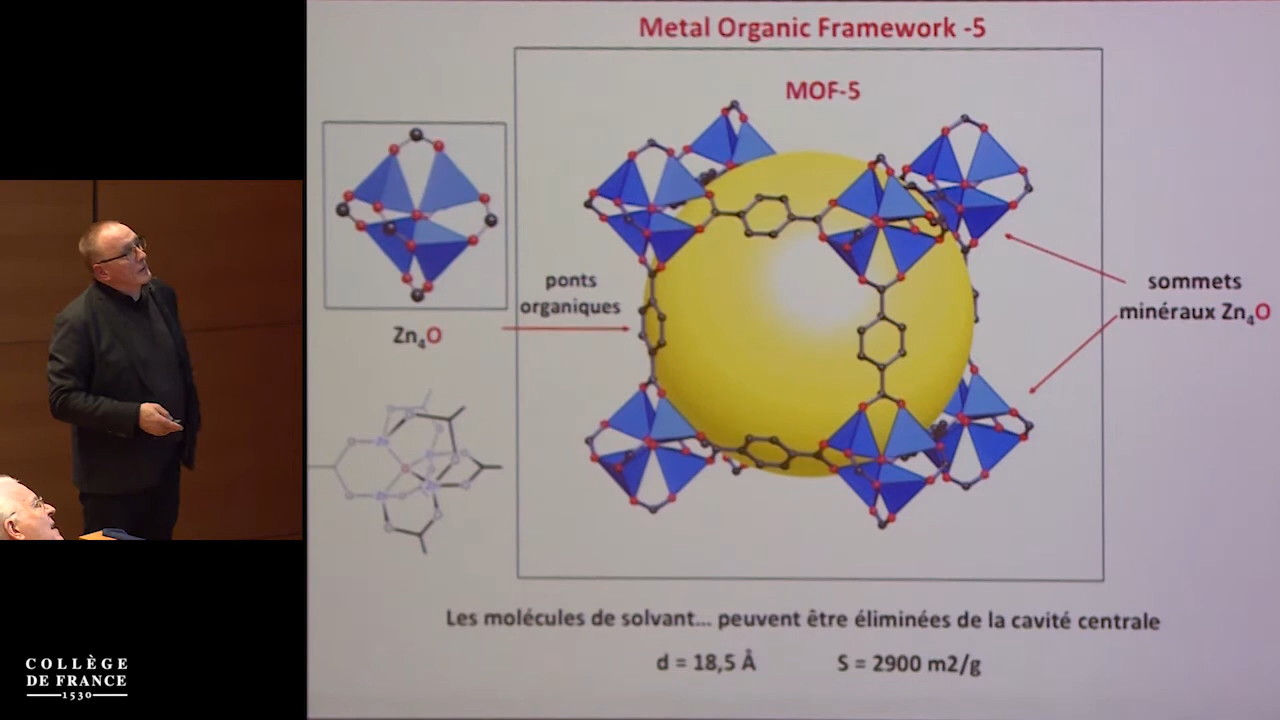 Metal Organic Framework -5
MOF-5
ponts
organiques
Zn4O
sommets
minéraux Zn4O
Les molécules de solvant... peuvent être éliminées de la cavité centrale
d = 18,5 Å
S = 2900 m2/g
COLLÈGE
DE FRANCE
1530